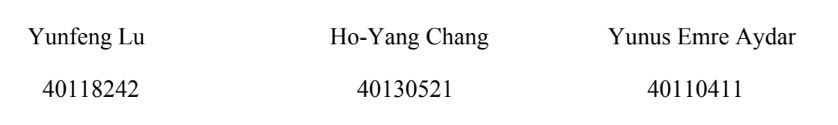 Yunfeng Lu Ho-Yang Chang Yunus Emre Aydar
40118242 40130521 40110411